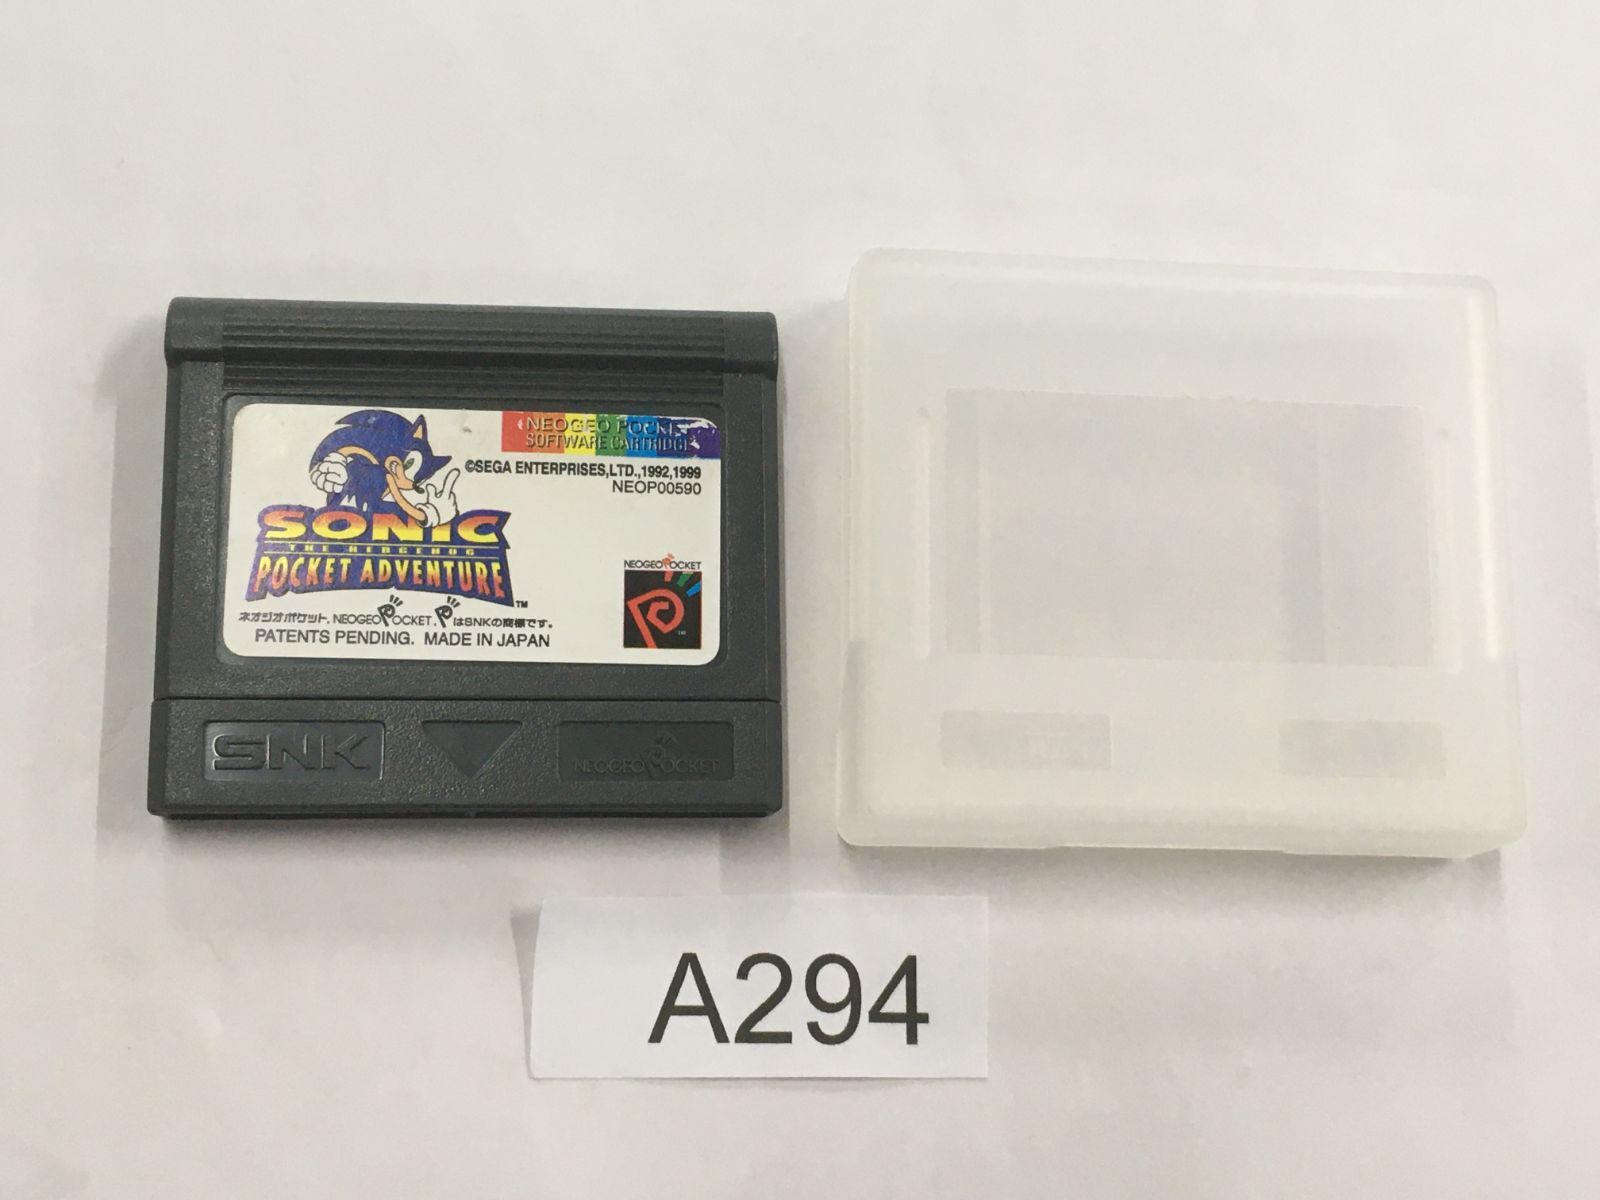 NEOGEO POCKET
SOFTWARE CARTRIDGE
©SEGA ENTERPRISES,LTD.,1992,1999
NEOP00590
SONIC
THE HEDGEHOG
POCKET ADVENTURE
TM
NEOGEO POCKET
ネオジオポケット, NEOGEO POCKET , P はSNKの商標です。
PATENTS PENDING. MADE IN JAPAN
SNK
NEOGEO POCKET
A294